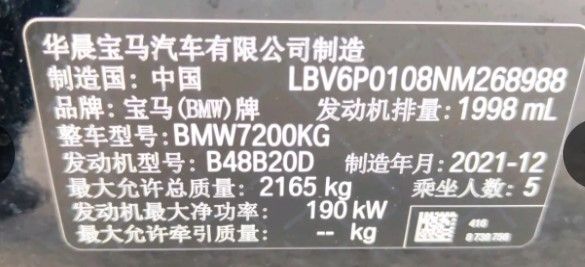 华晨宝马汽车有限公司制造
制造国: 中国 LBV6P0108NM268988
品牌: 宝马(BMW)牌 发动机排量: 1998 mL
整车型号: BMW7200KG
发动机型号: B48B20D 制造年月: 2021-12
最大允许总质量: 2165 kg 乘坐人数: 5
发动机最大净功率: 190 kW
最大允许牵引质量: -- kg
416
8 738 756